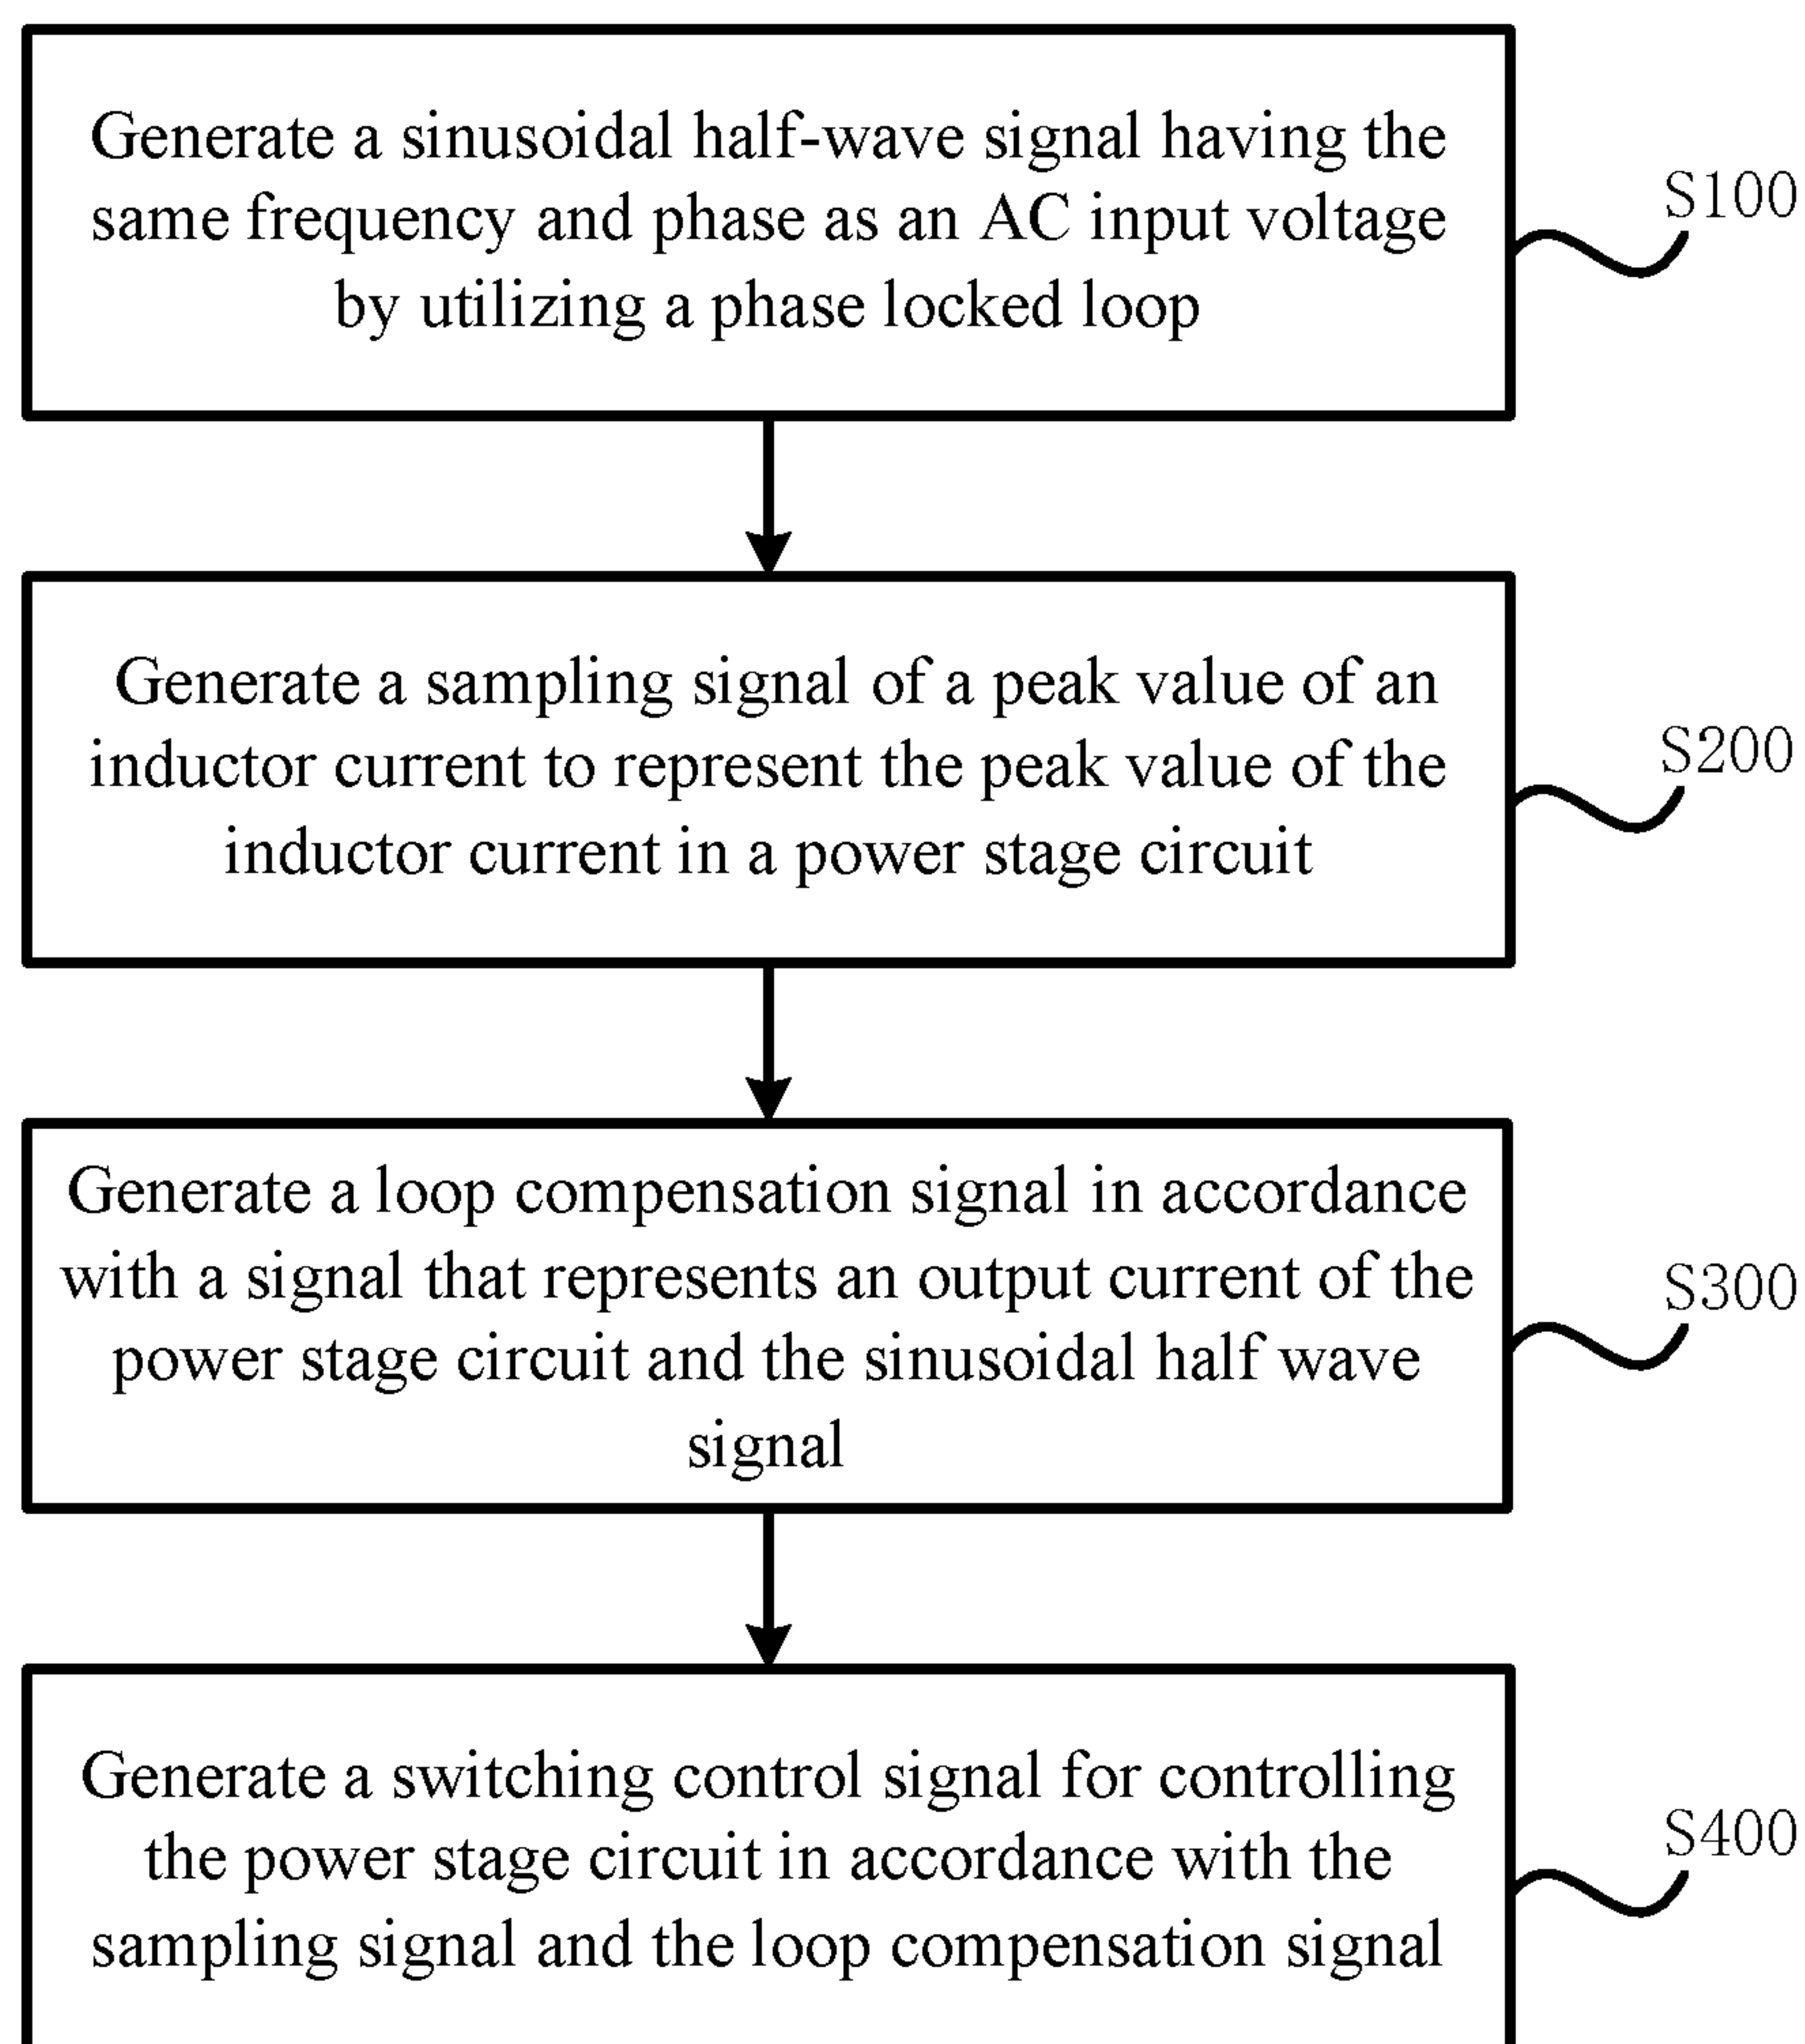 Generate a sinusoidal half-wave signal having the
same frequency and phase as an AC input voltage
by utilizing a phase locked loop
S100
Generate a sampling signal of a peak value of an
inductor current to represent the peak value of the
inductor current in a power stage circuit
S200
Generate a loop compensation signal in accordance
with a signal that represents an output current of the
power stage circuit and the sinusoidal half wave
signal
S300
Generate a switching control signal for controlling
the power stage circuit in accordance with the
sampling signal and the loop compensation signal
S400